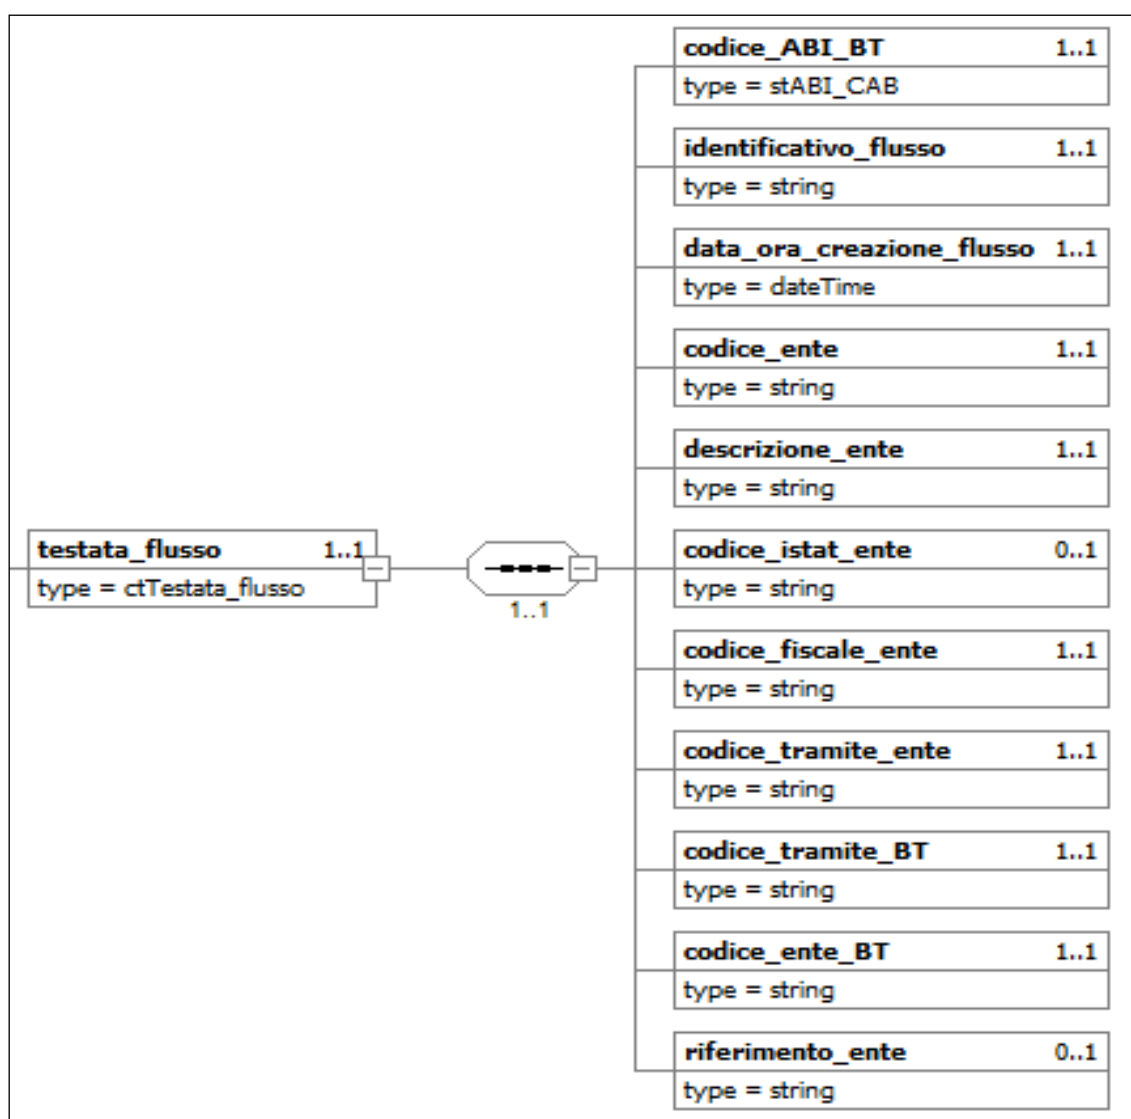 testata_flusso 1..1
type = ctTestata_flusso
1..1
codice_ABI_BT 1..1
type = stABI_CAB
identificativo_flusso 1..1
type = string
data_ora_creazione_flusso 1..1
type = dateTime
codice_ente 1..1
type = string
descrizione_ente 1..1
type = string
codice_istat_ente 0..1
type = string
codice_fiscale_ente 1..1
type = string
codice_tramite_ente 1..1
type = string
codice_tramite_BT 1..1
type = string
codice_ente_BT 1..1
type = string
riferimento_ente 0..1
type = string